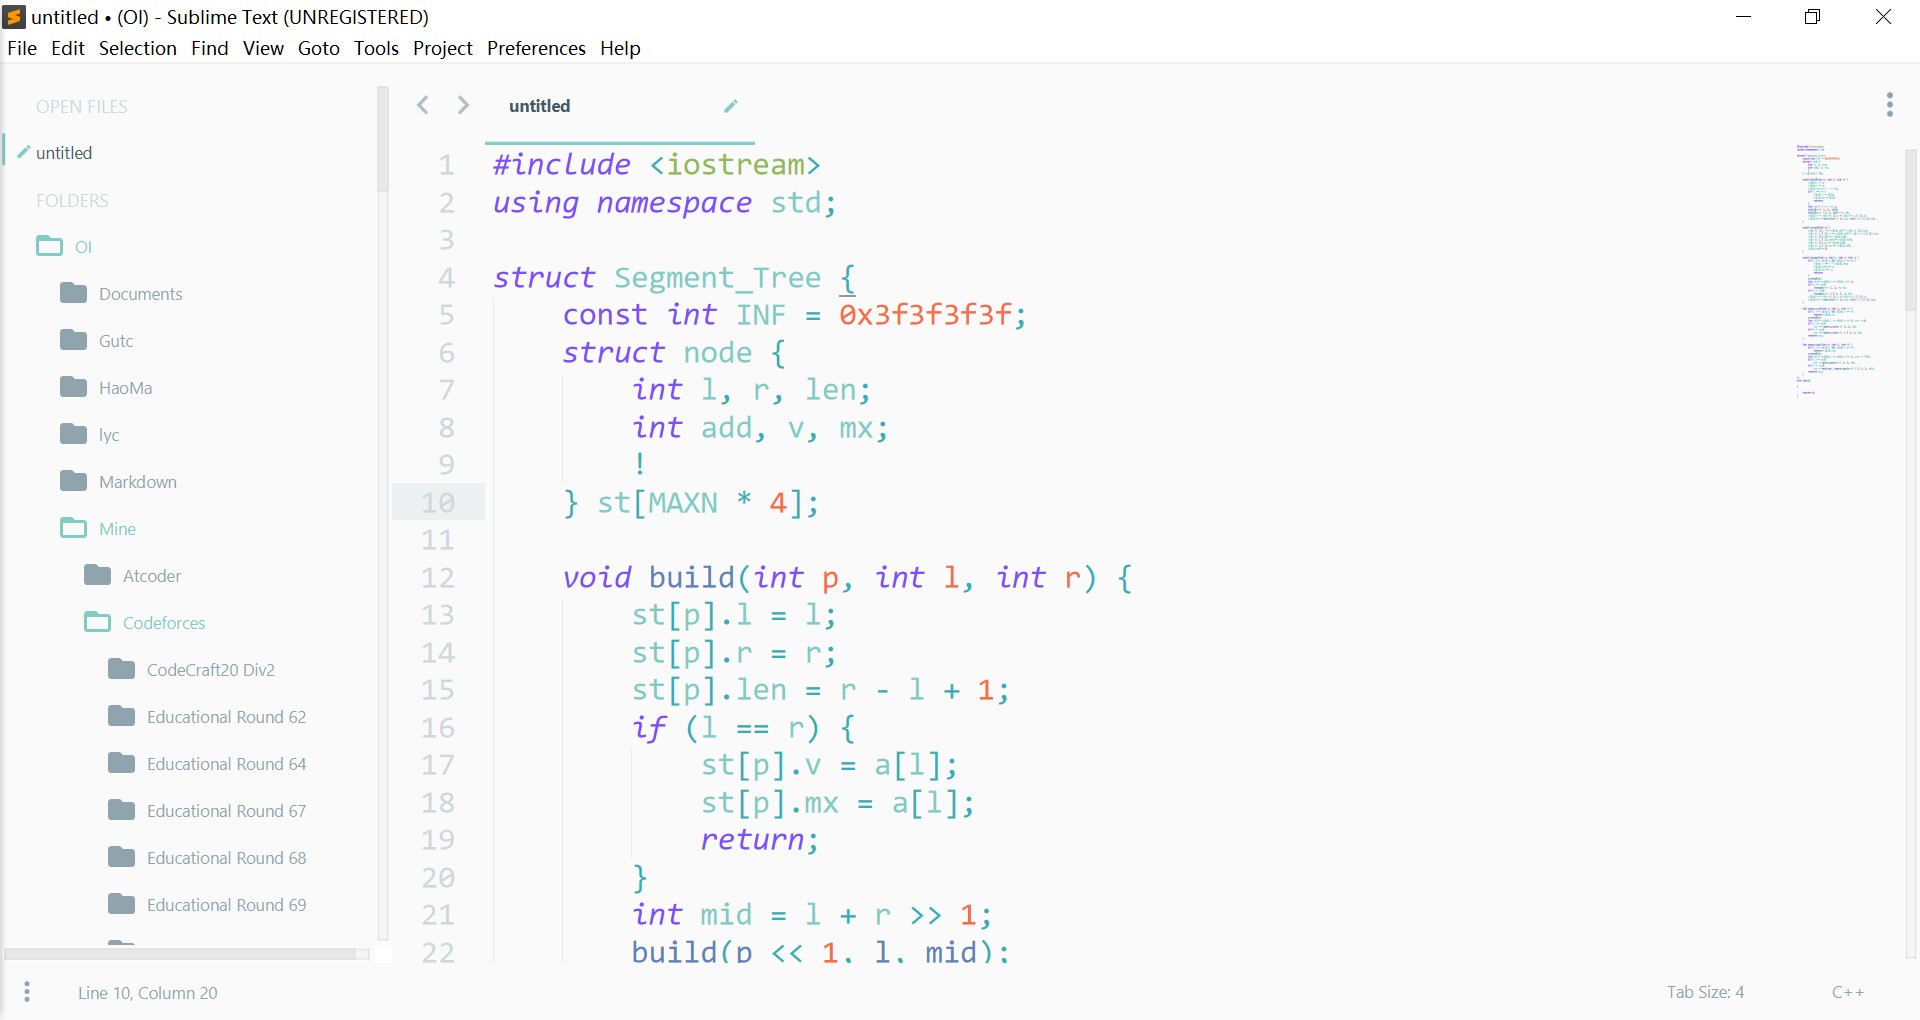 untitled • (OI) - Sublime Text (UNREGISTERED)
File Edit Selection Find View Goto Tools Project Preferences Help
OPEN FILES
untitled
FOLDERS
OI
Documents
Gutc
HaoMa
lyc
Markdown
Mine
Atcoder
Codeforces
CodeCraft20 Div2
Educational Round 62
Educational Round 64
Educational Round 67
Educational Round 68
Educational Round 69
untitled
1 #include <iostream>
2 using namespace std;
3
4 struct Segment_Tree {
5 const int INF = 0x3f3f3f3f;
6 struct node {
7 int l, r, len;
8 int add, v, mx;
9 !
10 } st[MAXN * 4];
11
12 void build(int p, int l, int r) {
13 st[p].l = l;
14 st[p].r = r;
15 st[p].len = r - l + 1;
16 if (l == r) {
17 st[p].v = a[l];
18 st[p].mx = a[l];
19 return;
20 }
21 int mid = l + r >> 1;
22 build(p << 1, l, mid);
Line 10, Column 20
Tab Size: 4
C++